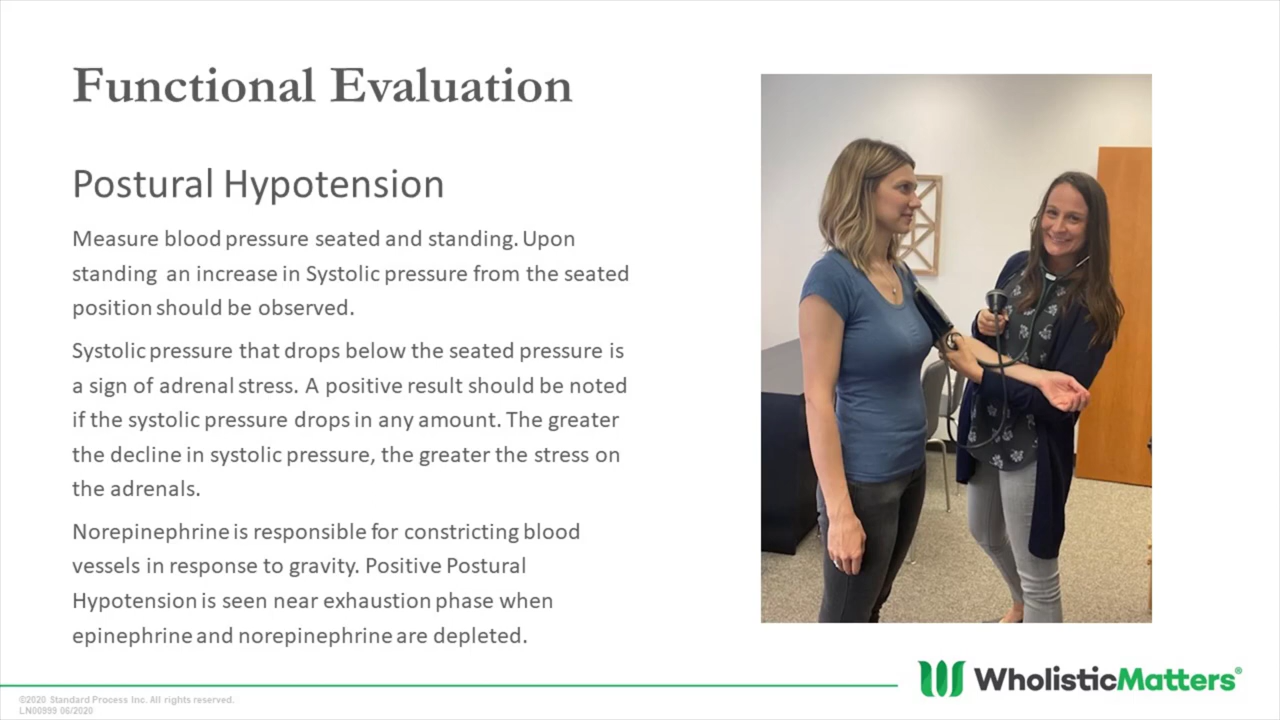 Functional Evaluation
Postural Hypotension
Measure blood pressure seated and standing. Upon
standing an increase in Systolic pressure from the seated
position should be observed.
Systolic pressure that drops below the seated pressure is
a sign of adrenal stress. A positive result should be noted
if the systolic pressure drops in any amount. The greater
the decline in systolic pressure, the greater the stress on
the adrenals.
Norepinephrine is responsible for constricting blood
vessels in response to gravity. Positive Postural
Hypotension is seen near exhaustion phase when
epinephrine and norepinephrine are depleted.
©2020 Standard Process Inc. All rights reserved.
LN00999 06/2020
WholisticMatters®